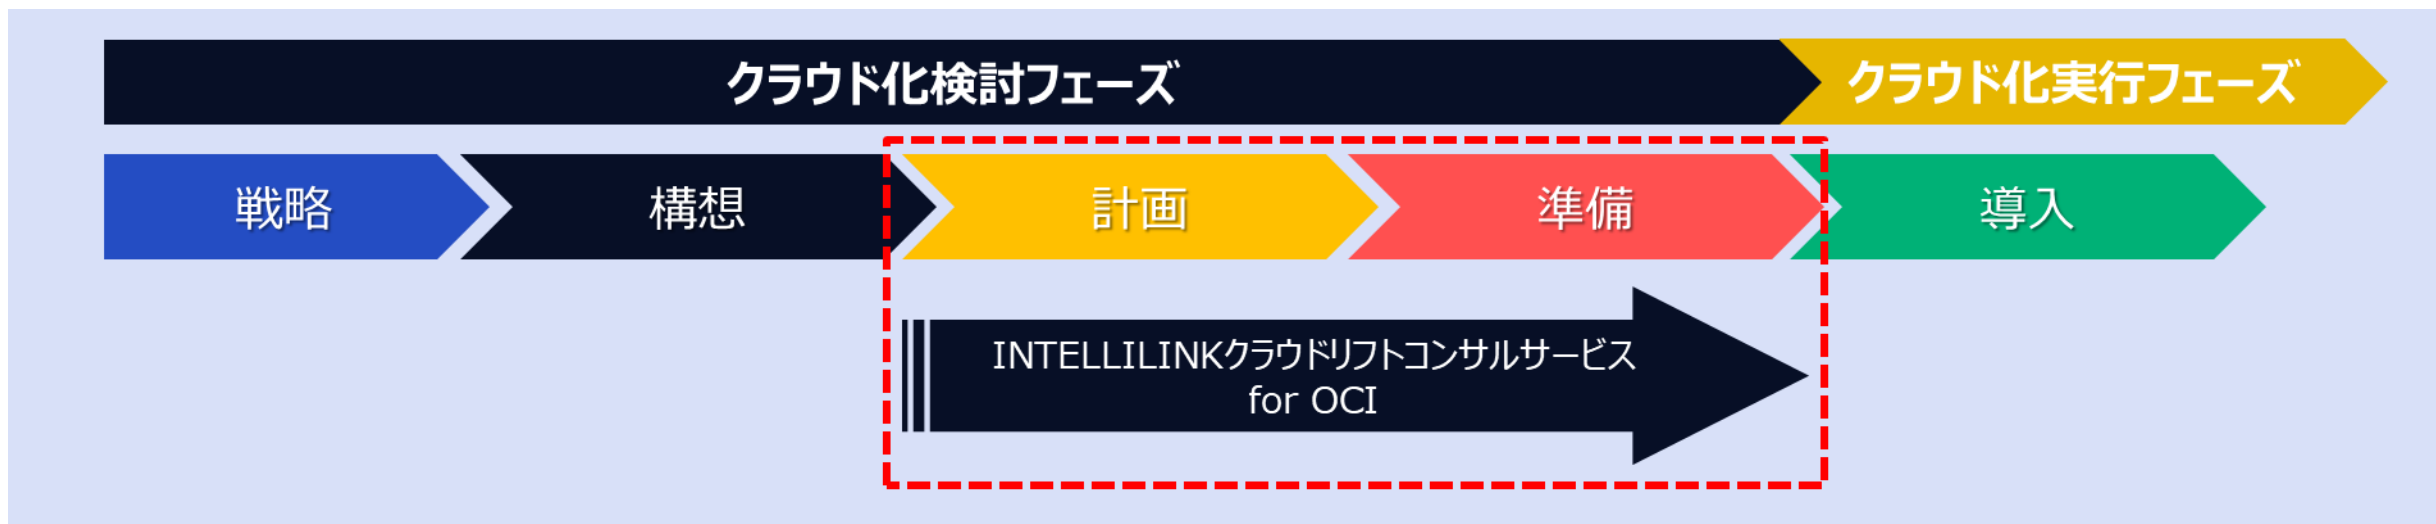 クラウド化検討フェーズ
クラウド化実行フェーズ
戦略
構想
計画
準備
導入
INTELLILINKクラウドリフトコンサルサービス
for OCI